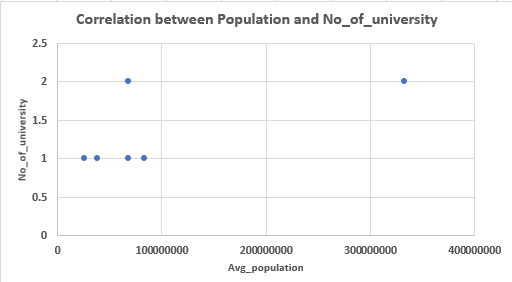 Correlation between Population and No_of_university
2.5
2
1.5
1
0.5
0
No_of_university
0 100000000 200000000 300000000 400000000
Avg_population